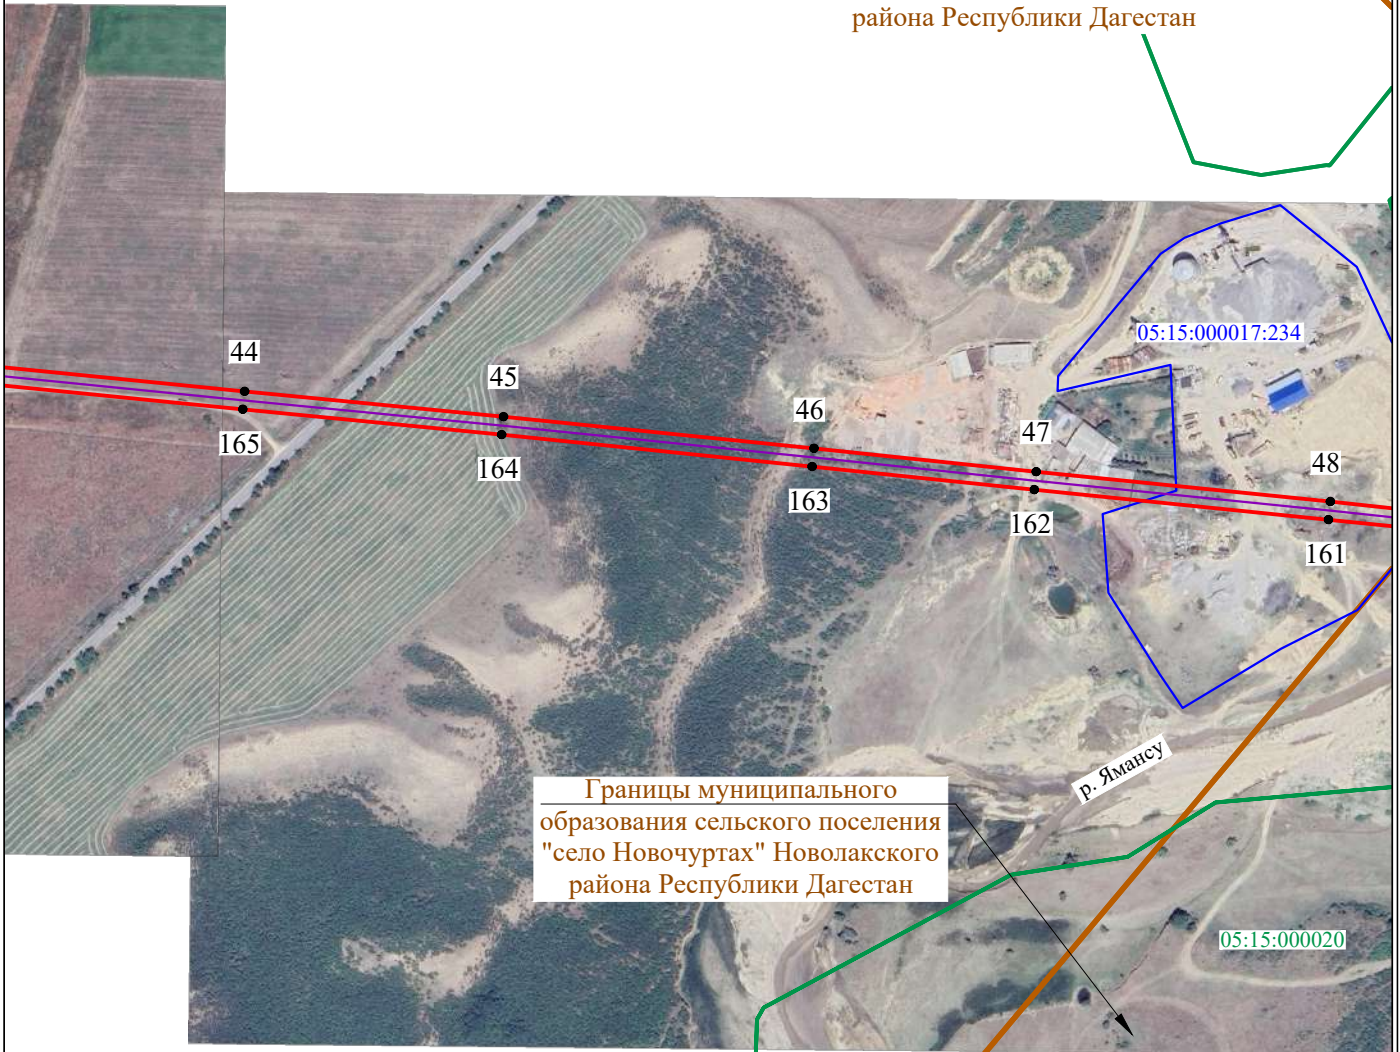 района Республики Дагестан
05:15:000017:234
44
45
46
47
48
165
164
163
162
161
р. Ямансу
Границы муниципального
образования сельского поселения
"село Новочуртах" Новолакского
района Республики Дагестан
05:15:000020